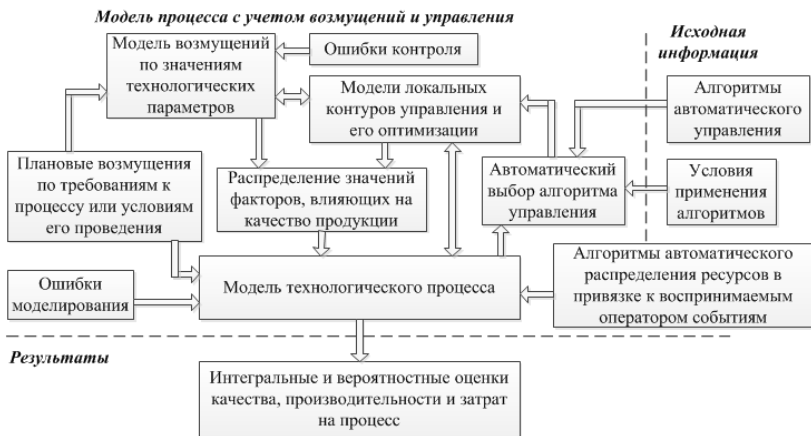 Модель процесса с учетом возмущений и управления
Исходная
информация
Модель возмущений
по значениям
технологических
параметров
Ошибки контроля
Модели локальных
контуров управления и
его оптимизации
Алгоритмы
автоматического
управления
Плановые возмущения
по требованиям к
процессу или условиям
его проведения
Распределение значений
факторов, влияющих на
качество продукции
Автоматический
выбор алгоритма
управления
Условия
применения
алгоритмов
Ошибки
моделирования
Модель технологического процесса
Алгоритмы автоматического
распределения ресурсов в
привязке к воспринимаемым
оператором событиям
Результаты
Интегральные и вероятностные оценки
качества, производительности и затрат
на процесс